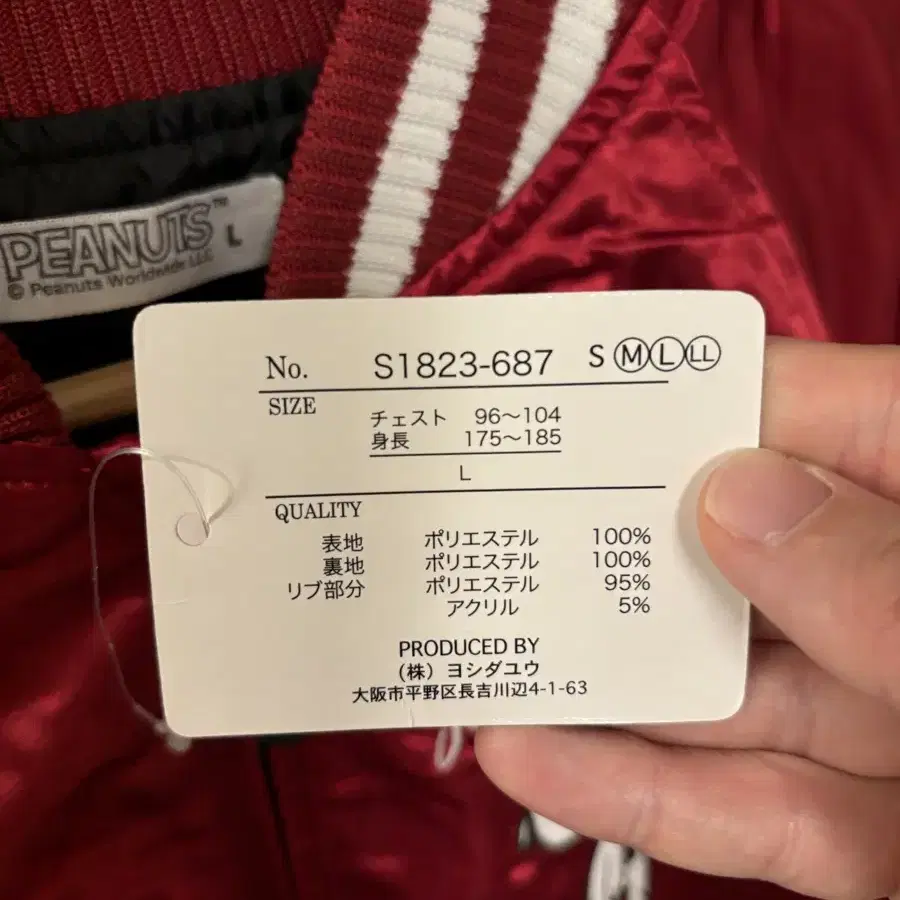 PEANUTS™ L
© Peanuts Worldwide LLC
No. S1823-687 S Ⓜ Ⓛ LL
SIZE
チェスト 96〜104
身長 175〜185
L
QUALITY
表地 ポリエステル 100%
裏地 ポリエステル 100%
リブ部分 ポリエステル 95%
アクリル 5%
PRODUCED BY
(株) ヨシダユウ
大阪市平野区長吉川辺4-1-63